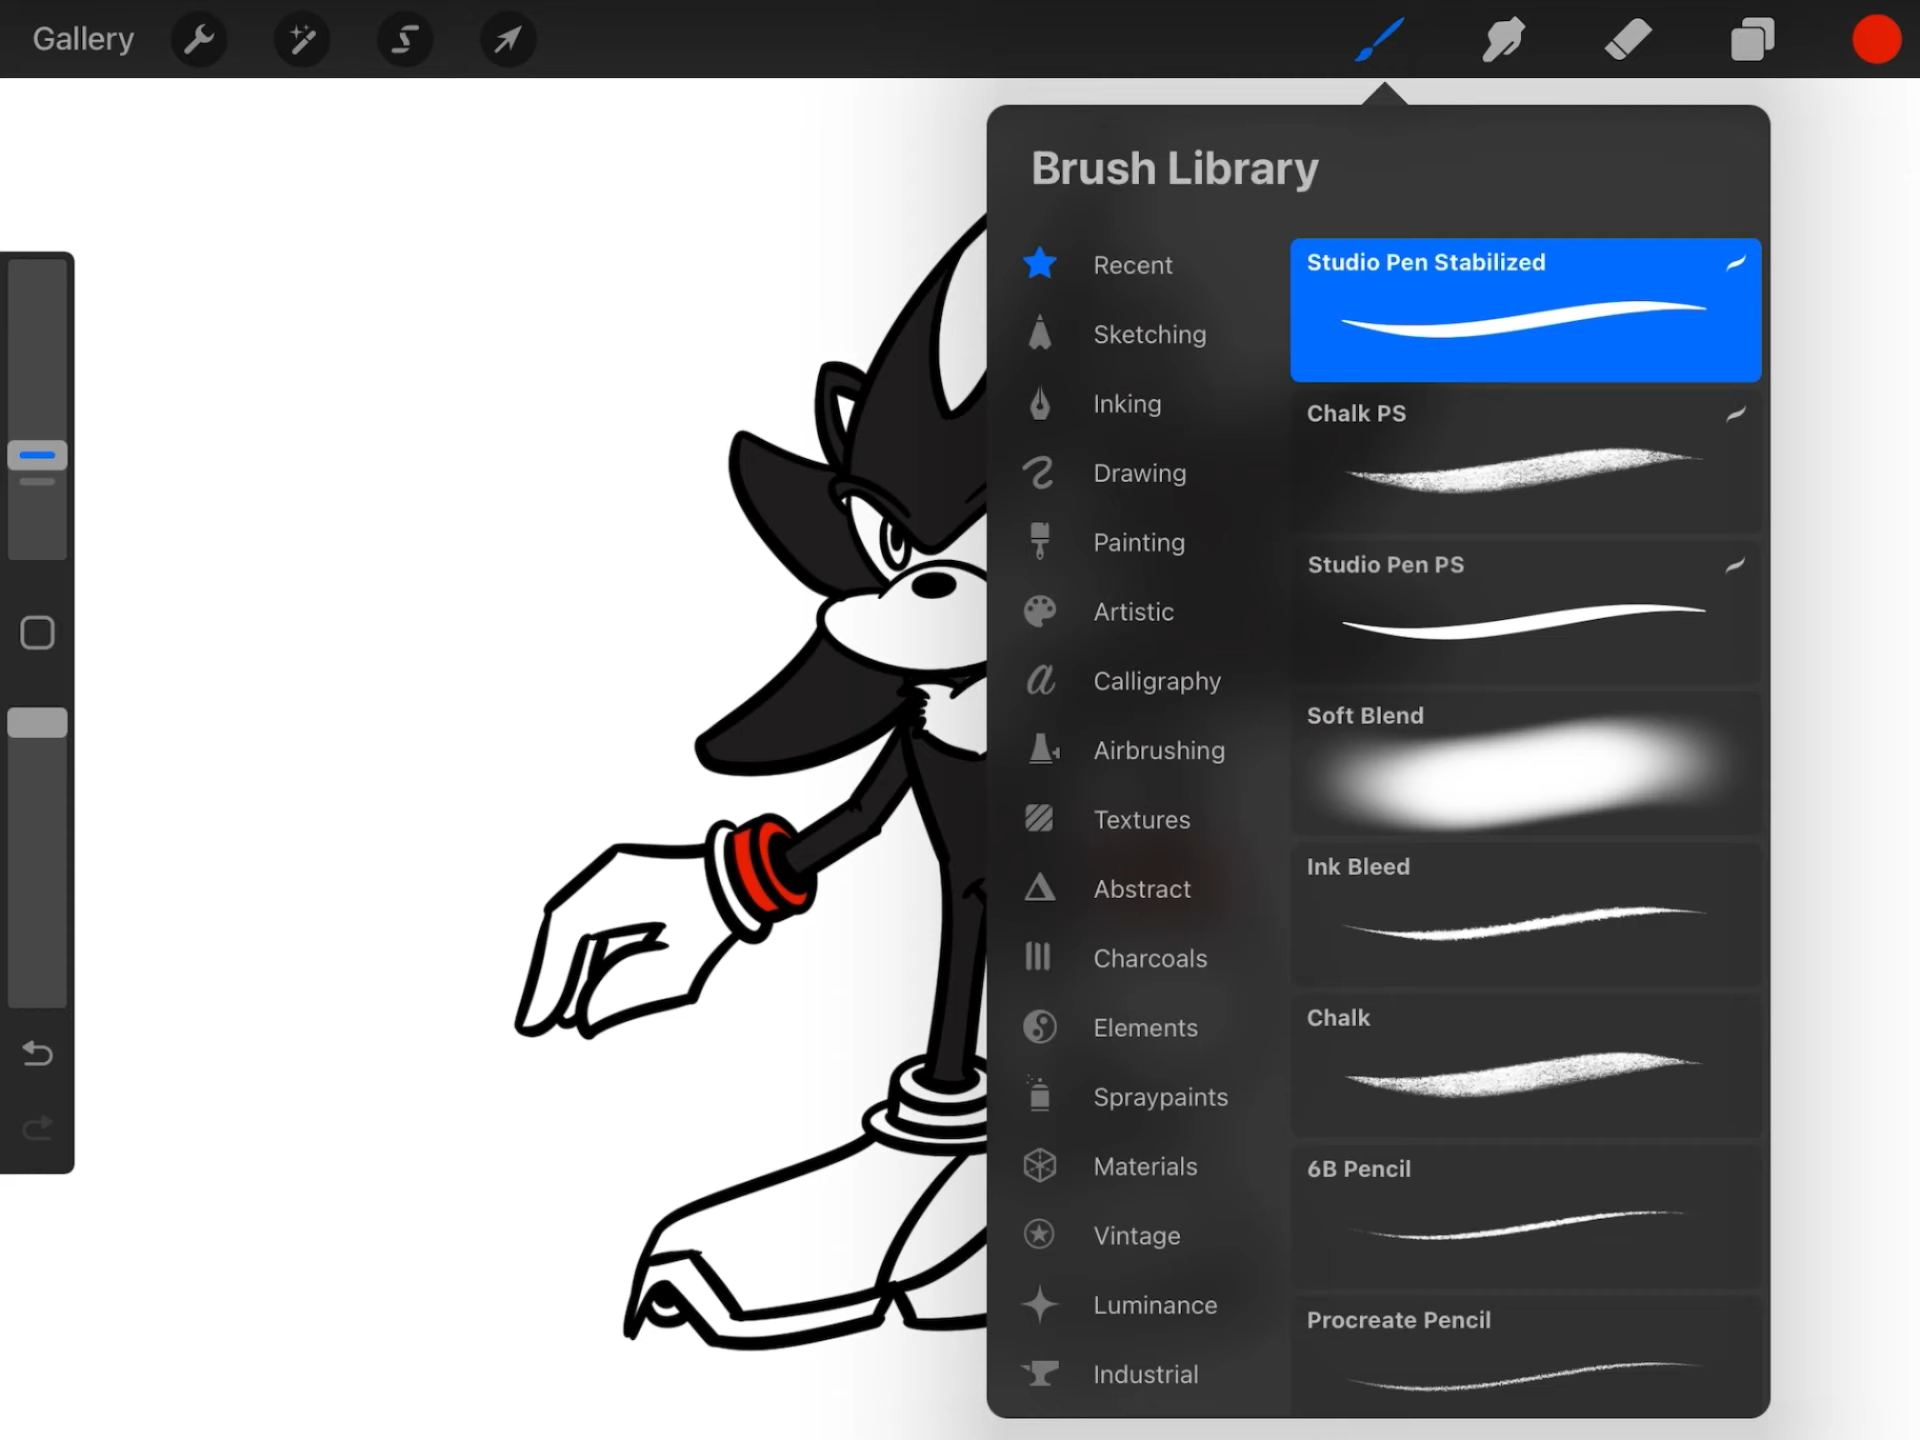 Gallery
Brush Library
Recent
Sketching
Inking
Drawing
Painting
Artistic
Calligraphy
Airbrushing
Textures
Abstract
Charcoals
Elements
Spraypaints
Materials
Vintage
Luminance
Industrial
Studio Pen Stabilized
Chalk PS
Studio Pen PS
Soft Blend
Ink Bleed
Chalk
6B Pencil
Procreate Pencil